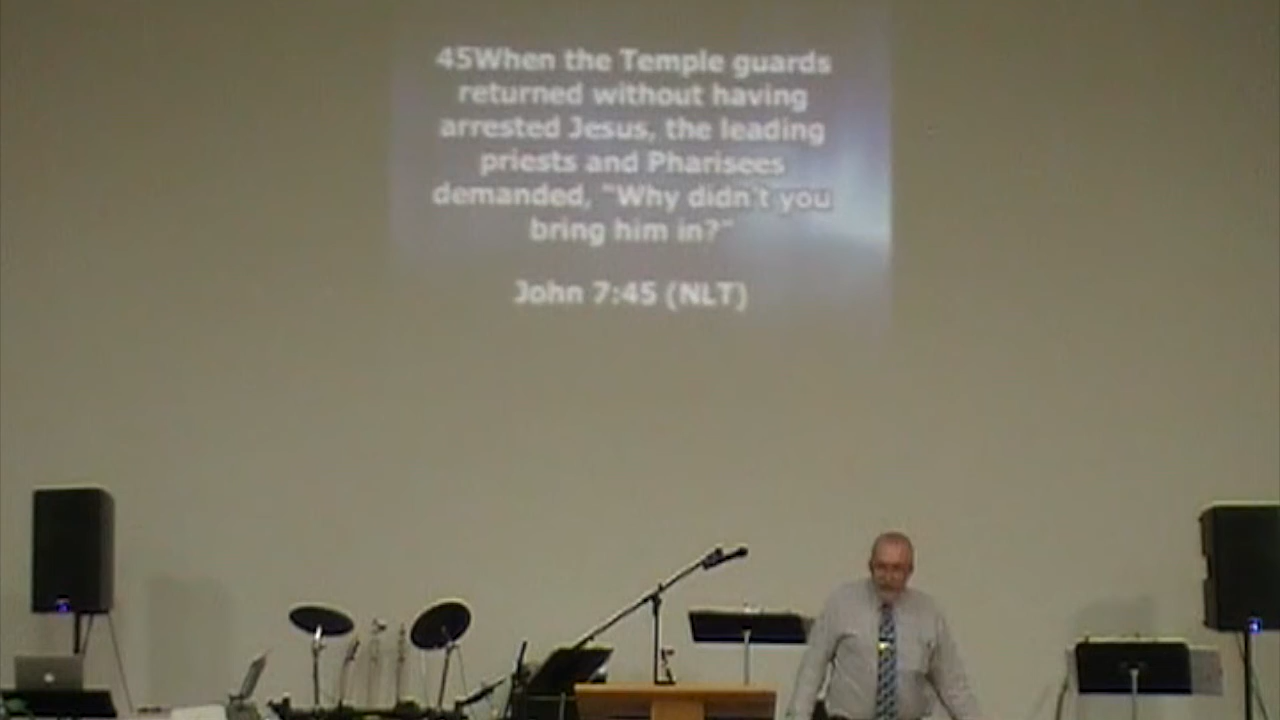 45When the Temple guards
returned without having
arrested Jesus, the leading
priests and Pharisees
demanded, "Why didn't you
bring him in?"
John 7:45 (NLT)